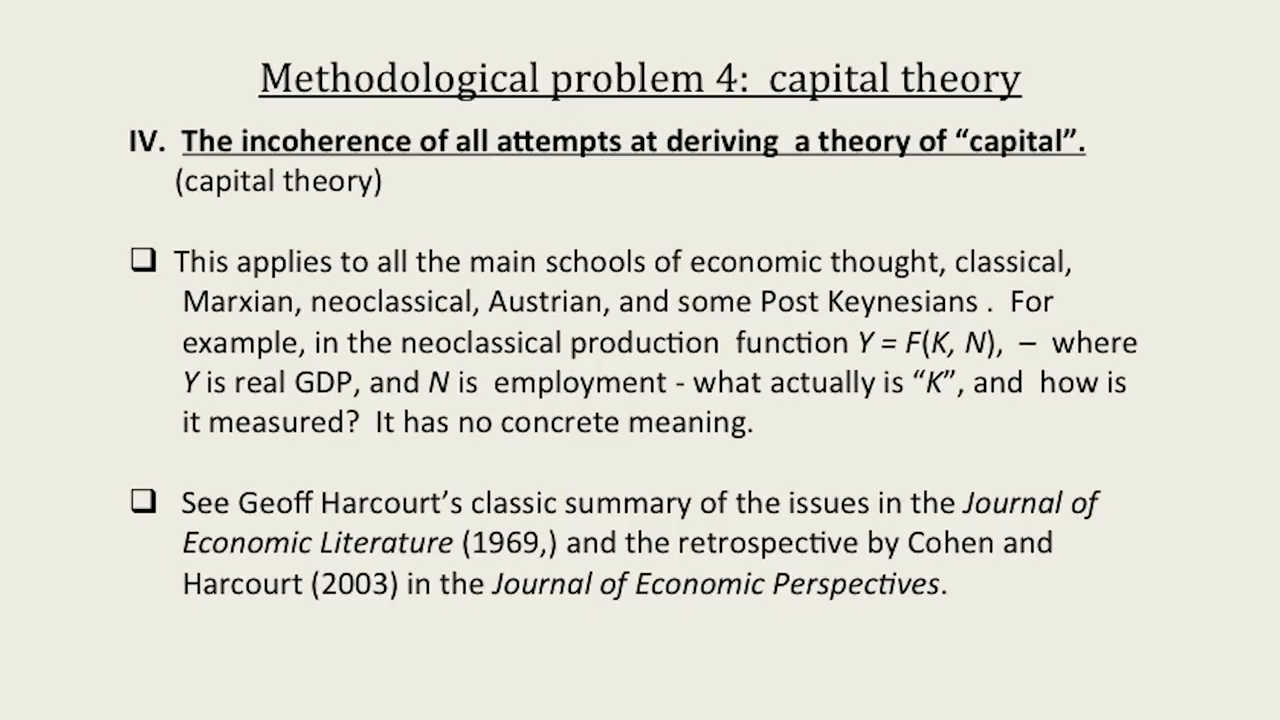 Methodological problem 4:  capital theory
IV.  The incoherence of all attempts at deriving  a theory of “capital”.
(capital theory)
❑ This applies to all the main schools of economic thought, classical,
Marxian, neoclassical, Austrian, and some Post Keynesians .  For
example, in the neoclassical production  function Y = F(K, N), –  where
Y is real GDP, and N is  employment - what actually is “K”, and  how is
it measured?  It has no concrete meaning.
❑ See Geoff Harcourt’s classic summary of the issues in the Journal of
Economic Literature (1969,) and the retrospective by Cohen and
Harcourt (2003) in the Journal of Economic Perspectives.